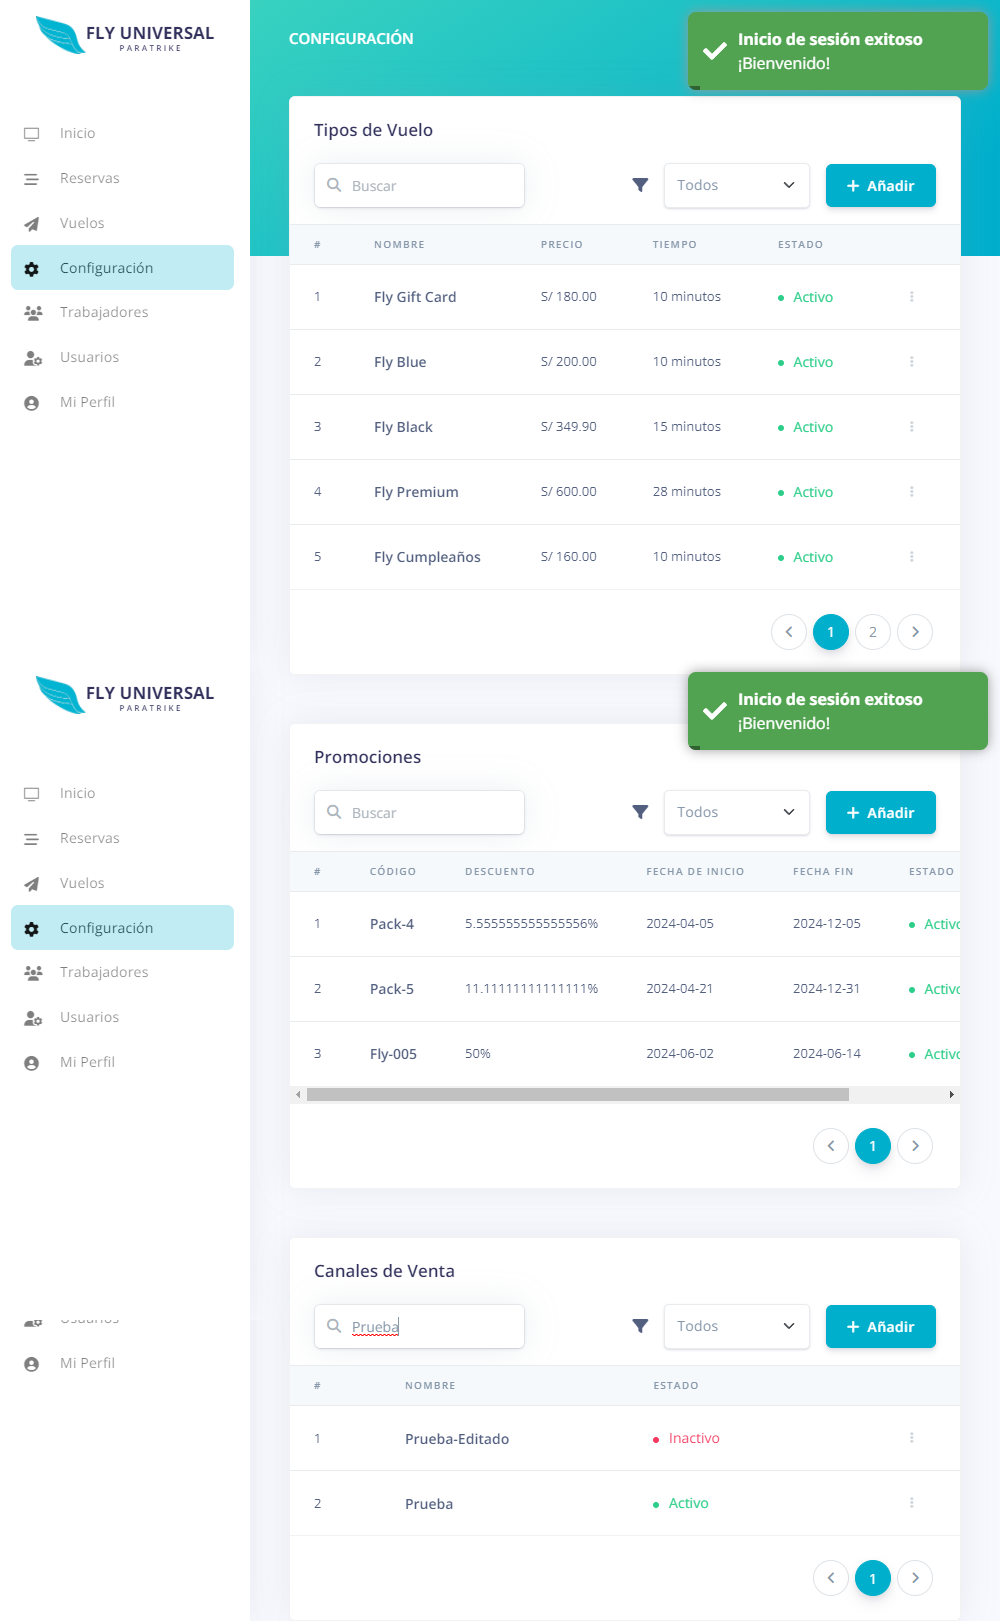 FLY UNIVERSAL
PARATRIKE
CONFIGURACIÓN
Inicio de sesión exitoso
¡Bienvenido!
Inicio
Reservas
Vuelos
Configuración
Trabajadores
Usuarios
Mi Perfil
Tipos de Vuelo
Buscar
Todos
+ Añadir
# NOMBRE PRECIO TIEMPO ESTADO
1 Fly Gift Card S/ 180.00 10 minutos Activo
2 Fly Blue S/ 200.00 10 minutos Activo
3 Fly Black S/ 349.90 15 minutos Activo
4 Fly Premium S/ 600.00 28 minutos Activo
5 Fly Cumpleaños S/ 160.00 10 minutos Activo
1 2
FLY UNIVERSAL
PARATRIKE
Inicio de sesión exitoso
¡Bienvenido!
Inicio
Reservas
Vuelos
Configuración
Trabajadores
Usuarios
Mi Perfil
Promociones
Buscar
Todos
+ Añadir
# CÓDIGO DESCUENTO FECHA DE INICIO FECHA FIN ESTADO
1 Pack-4 5.555555555555556% 2024-04-05 2024-12-05 Activo
2 Pack-5 11.11111111111111% 2024-04-21 2024-12-31 Activo
3 Fly-005 50% 2024-06-02 2024-06-14 Activo
1
Usuarios
Mi Perfil
Canales de Venta
Prueba
Todos
+ Añadir
# NOMBRE ESTADO
1 Prueba-Editado Inactivo
2 Prueba Activo
1